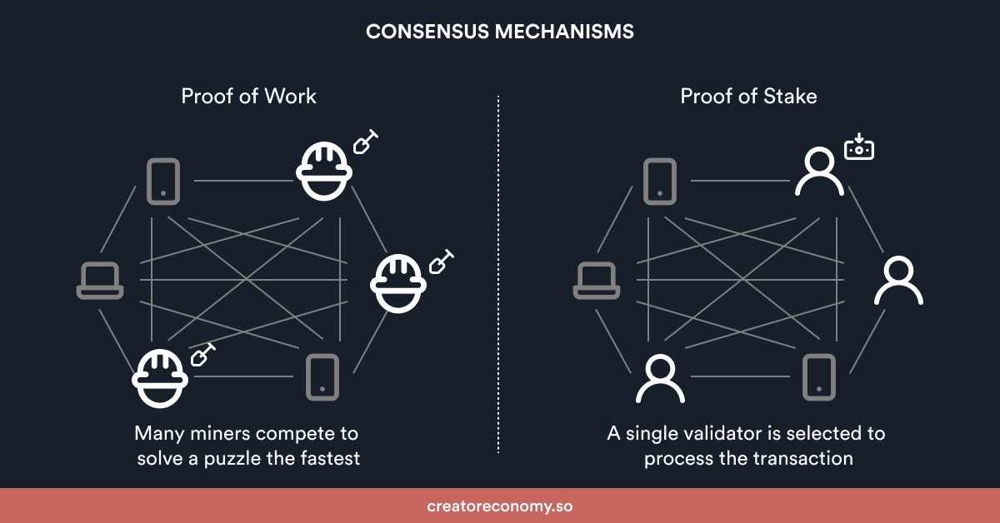 CONSENSUS MECHANISMS
Proof of Work
Many miners compete to
solve a puzzle the fastest
Proof of Stake
A single validator is selected to
process the transaction
creatoreconomy.so